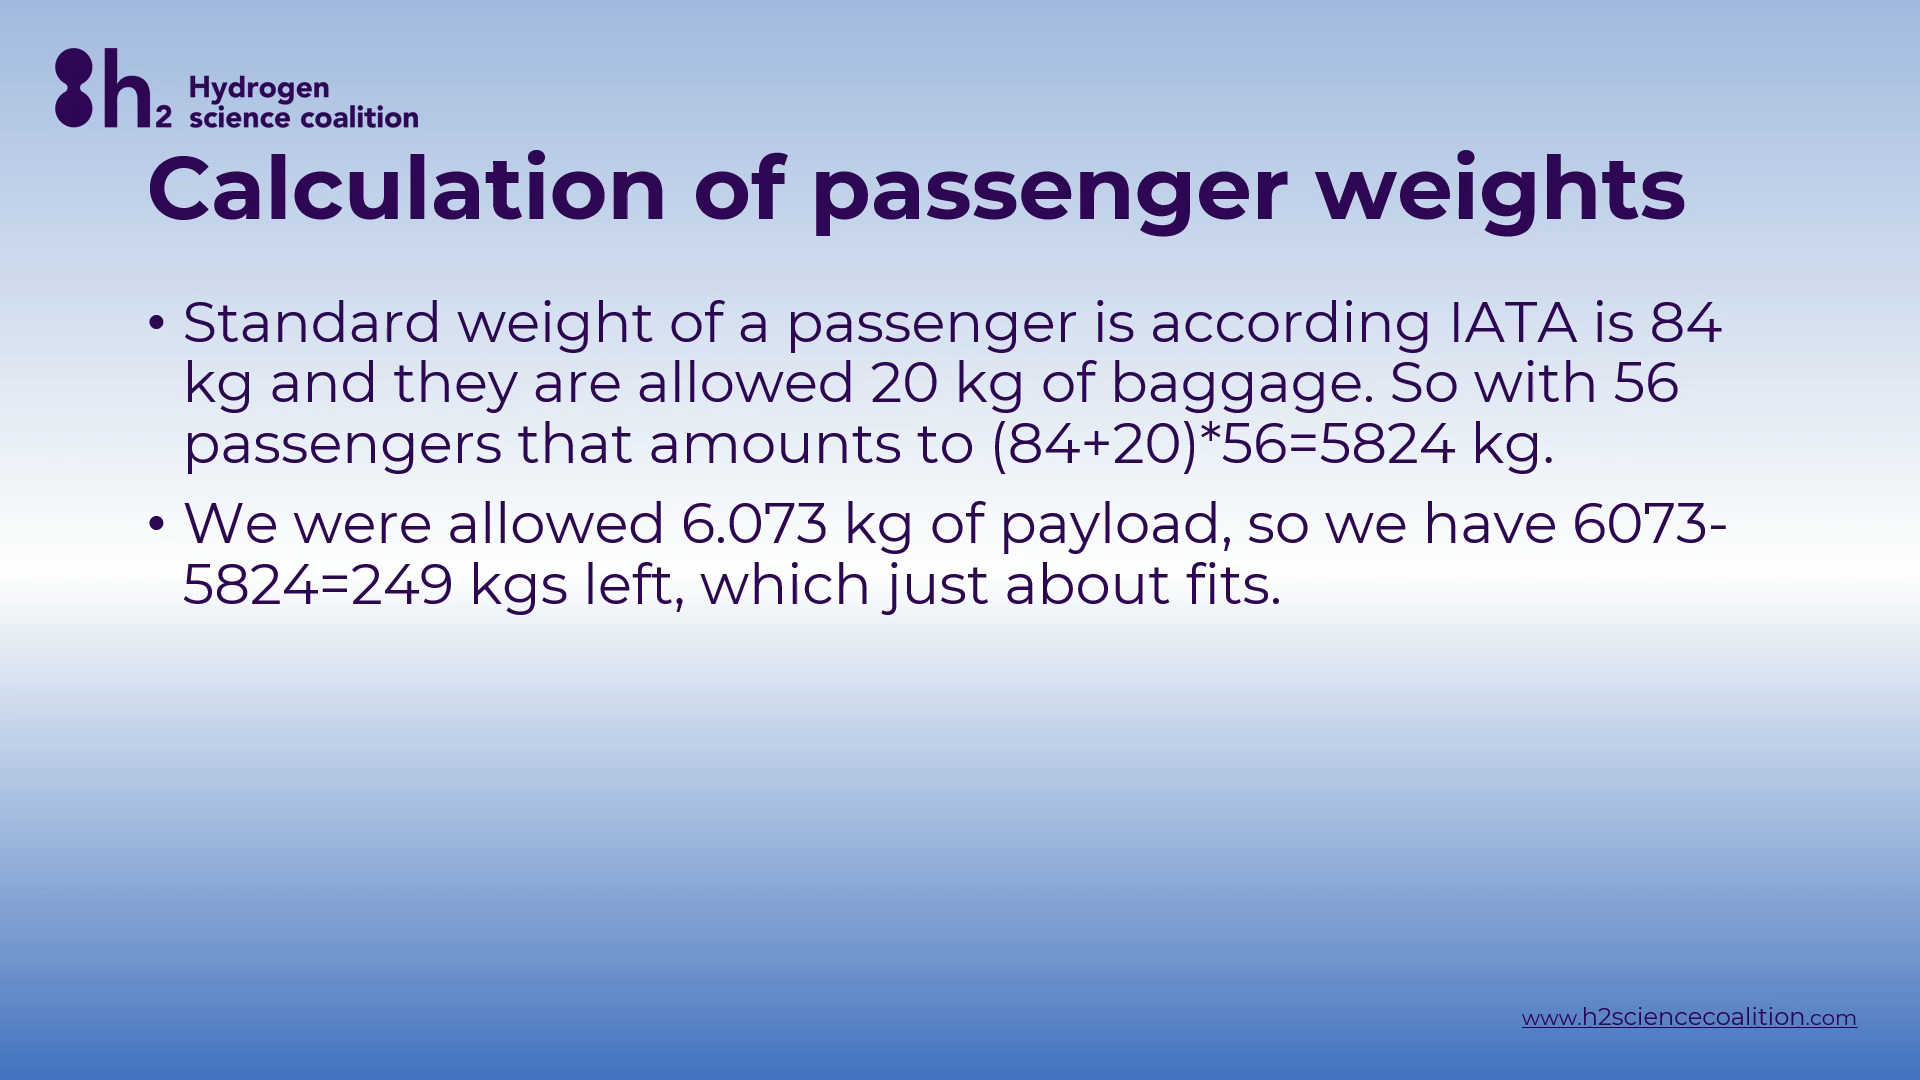 h2 Hydrogen
science coalition
Calculation of passenger weights
• Standard weight of a passenger is according IATA is 84
kg and they are allowed 20 kg of baggage. So with 56
passengers that amounts to (84+20)*56=5824 kg.
• We were allowed 6.073 kg of payload, so we have 6073-
5824=249 kgs left, which just about fits.
www.h2sciencecoalition.com